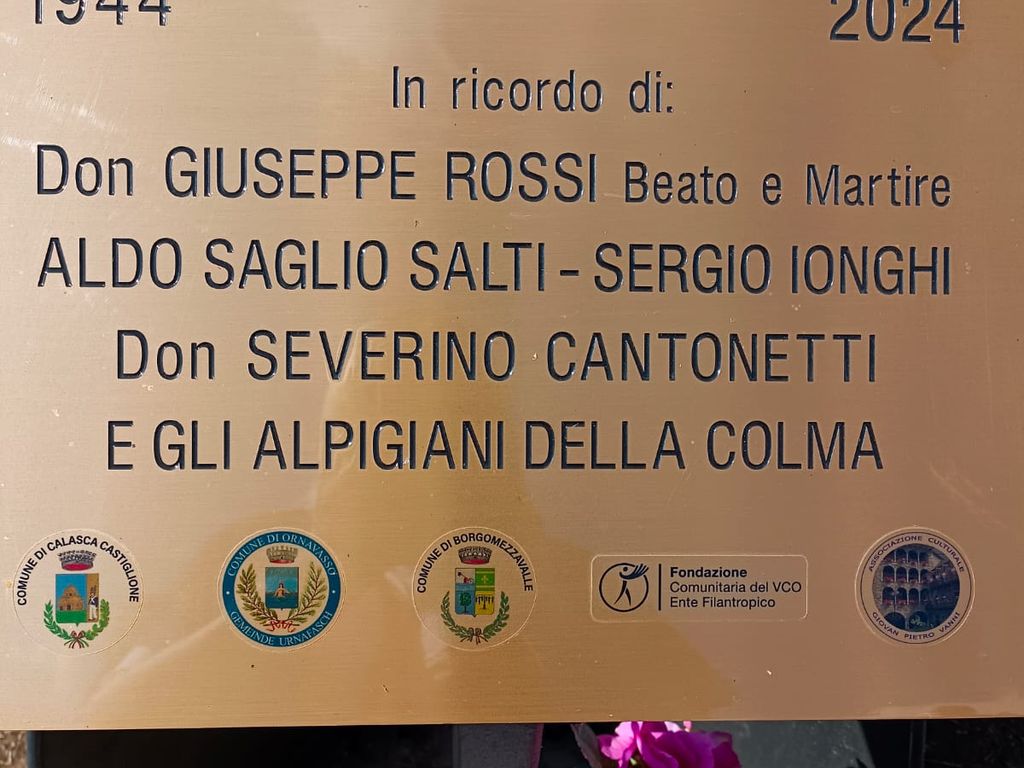 1944 2024
In ricordo di:
Don GIUSEPPE ROSSI Beato e Martire
ALDO SAGLIO SALTI - SERGIO IONGHI
Don SEVERINO CANTONETTI
E GLI ALPIGIANI DELLA COLMA
COMUNE DI CALASCA CASTIGLIONE
COMUNE DI ORNAVASSO
GEMEINDE URNAFASCH
COMUNE DI BORGOMEZZAVALLE
Fondazione
Comunitaria del VCO
Ente Filantropico
ASSOCIAZIONE CULTURALE
GIOVAN PIETRO VANNI